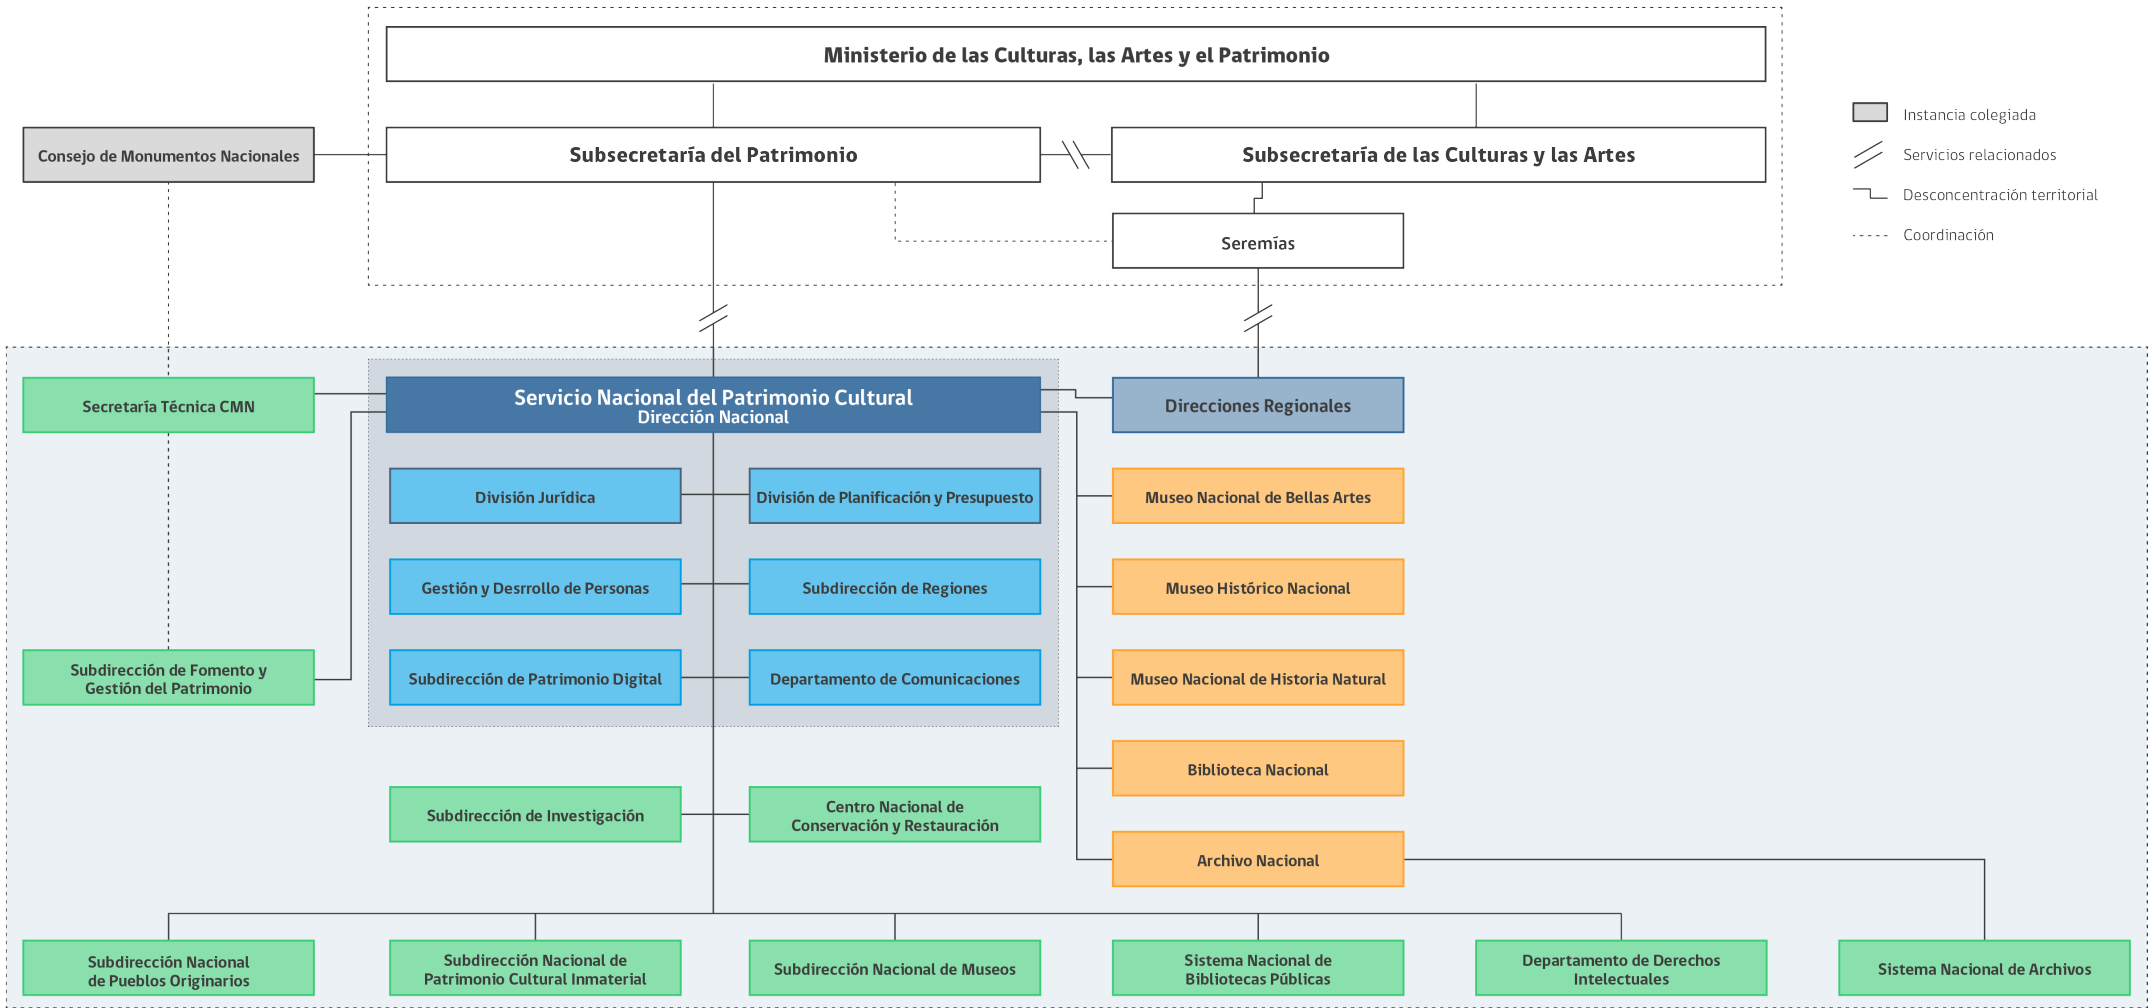 Ministerio de las Culturas, las Artes y el Patrimonio
Consejo de Monumentos Nacionales
Subsecretaría del Patrimonio
Subsecretaría de las Culturas y las Artes
Seremías
Instancia colegiada
Servicios relacionados
Desconcentración territorial
Coordinación
Secretaría Técnica CMN
Servicio Nacional del Patrimonio Cultural
Dirección Nacional
Direcciones Regionales
División Jurídica
División de Planificación y Presupuesto
Museo Nacional de Bellas Artes
Gestión y Desrrollo de Personas
Subdirección de Regiones
Museo Histórico Nacional
Subdirección de Fomento y
Gestión del Patrimonio
Subdirección de Patrimonio Digital
Departamento de Comunicaciones
Museo Nacional de Historia Natural
Biblioteca Nacional
Subdirección de Investigación
Centro Nacional de
Conservación y Restauración
Archivo Nacional
Subdirección Nacional
de Pueblos Originarios
Subdirección Nacional de
Patrimonio Cultural Inmaterial
Subdirección Nacional de Museos
Sistema Nacional de
Bibliotecas Públicas
Departamento de Derechos
Intelectuales
Sistema Nacional de Archivos